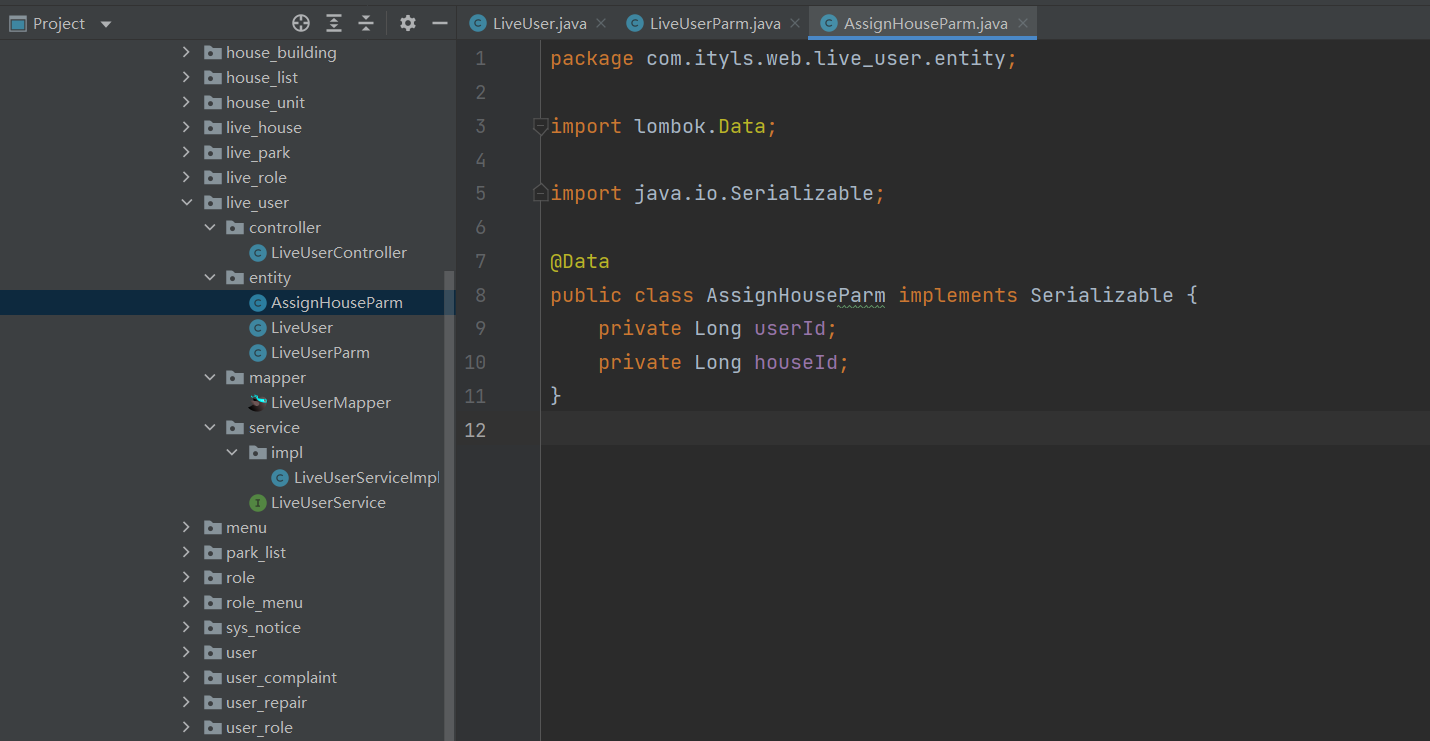 Project
house_building
house_list
house_unit
live_house
live_park
live_role
live_user
controller
LiveUserController
entity
AssignHouseParm
LiveUser
LiveUserParm
mapper
LiveUserMapper
service
impl
LiveUserServiceImpl
LiveUserService
menu
park_list
role
role_menu
sys_notice
user
user_complaint
user_repair
user_role
LiveUser.java LiveUserParm.java AssignHouseParm.java
1 package com.ityls.web.live_user.entity;
2
3 import lombok.Data;
4
5 import java.io.Serializable;
6
7 @Data
8 public class AssignHouseParm implements Serializable {
9 private Long userId;
10 private Long houseId;
11 }
12